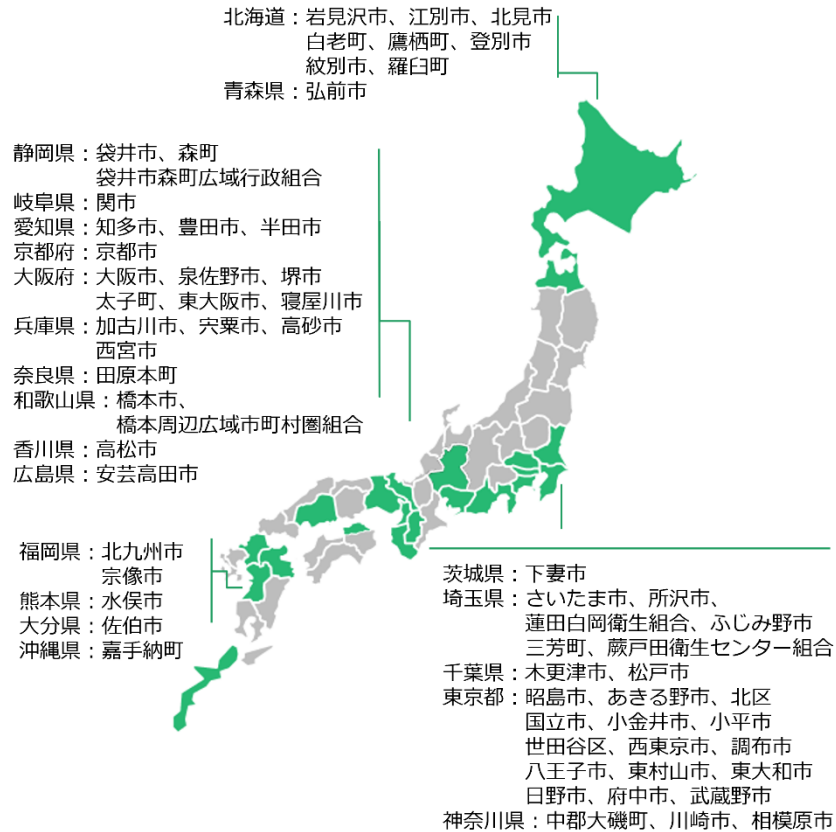 北海道：岩見沢市、江別市、北見市
白老町、鷹栖町、登別市
紋別市、羅臼町
青森県：弘前市
静岡県：袋井市、森町
袋井市森町広域行政組合
岐阜県：関市
愛知県：知多市、豊田市、半田市
京都府：京都市
大阪府：大阪市、泉佐野市、堺市
太子町、東大阪市、寝屋川市
兵庫県：加古川市、宍粟市、高砂市
西宮市
奈良県：田原本町
和歌山県：橋本市、
橋本周辺広域市町村圏組合
香川県：高松市
広島県：安芸高田市
福岡県：北九州市
宗像市
熊本県：水俣市
大分県：佐伯市
沖縄県：嘉手納町
茨城県：下妻市
埼玉県：さいたま市、所沢市、
蓮田白岡衛生組合、ふじみ野市
三芳町、蕨戸田衛生センター組合
千葉県：木更津市、松戸市
東京都：昭島市、あきる野市、北区
国立市、小金井市、小平市
世田谷区、西東京市、調布市
八王子市、東村山市、東大和市
日野市、府中市、武蔵野市
神奈川県：中郡大磯町、川崎市、相模原市